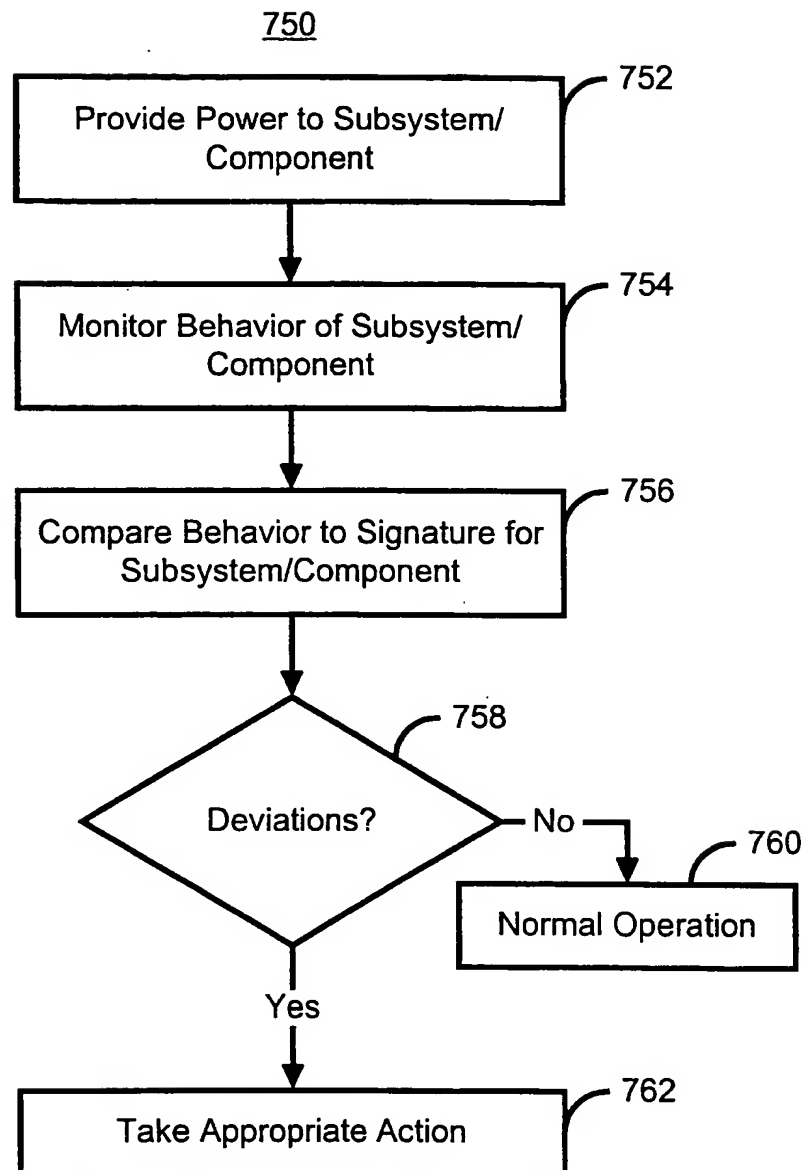 750
752
Provide Power to Subsystem/
Component
754
Monitor Behavior of Subsystem/
Component
756
Compare Behavior to Signature for
Subsystem/Component
758
Deviations?
No
760
Normal Operation
Yes
762
Take Appropriate Action